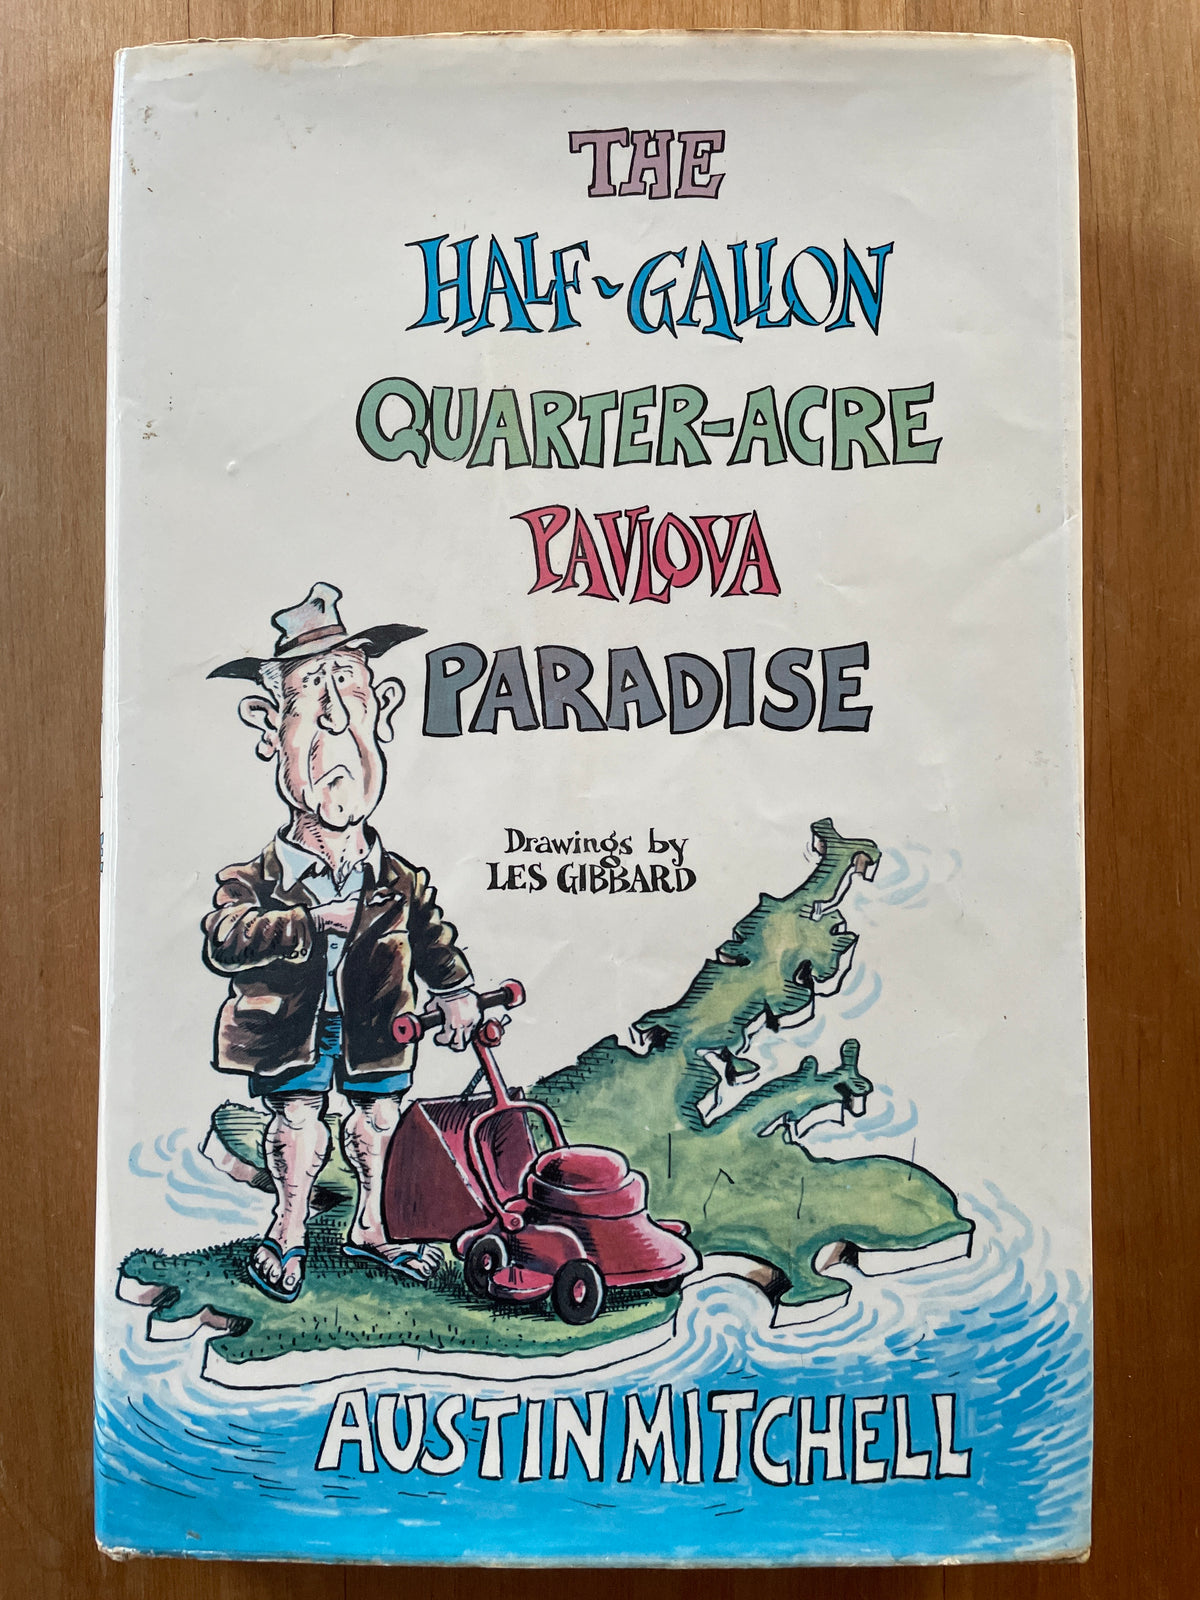 THE
HALF-GALLON
QUARTER-ACRE
PAVLOVA
PARADISE
Drawings by
LES GIBBARD
AUSTIN MITCHELL